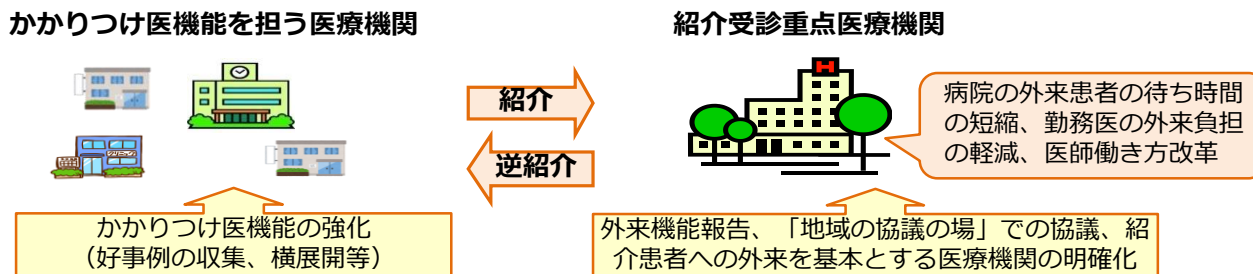 かかりつけ医機能を担う医療機関
紹介受診重点医療機関
紹介
逆紹介
病院の外来患者の待ち時間
の短縮、勤務医の外来負担
の軽減、医師働き方改革
かかりつけ医機能の強化
（好事例の収集、横展開等）
外来機能報告、「地域の協議の場」での協議、紹
介患者への外来を基本とする医療機関の明確化